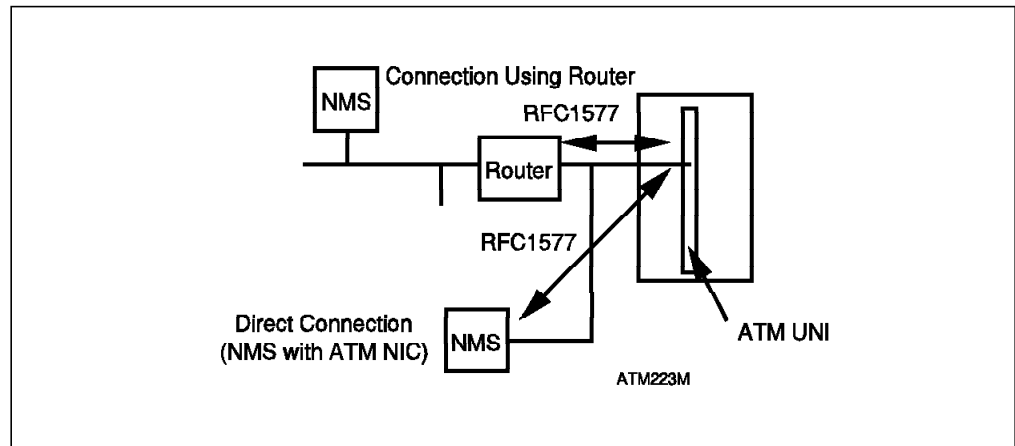 Connection Using Router
NMS
RFC1577
Router
RFC1577
Direct Connection
(NMS with ATM NIC)
NMS
ATM UNI
ATM223M